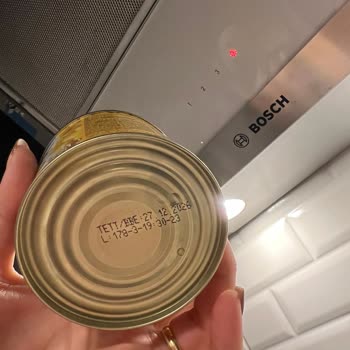 1 2 3
BOSCH
TETT/BBE:27.12.2026
L:178-3-19:30-23